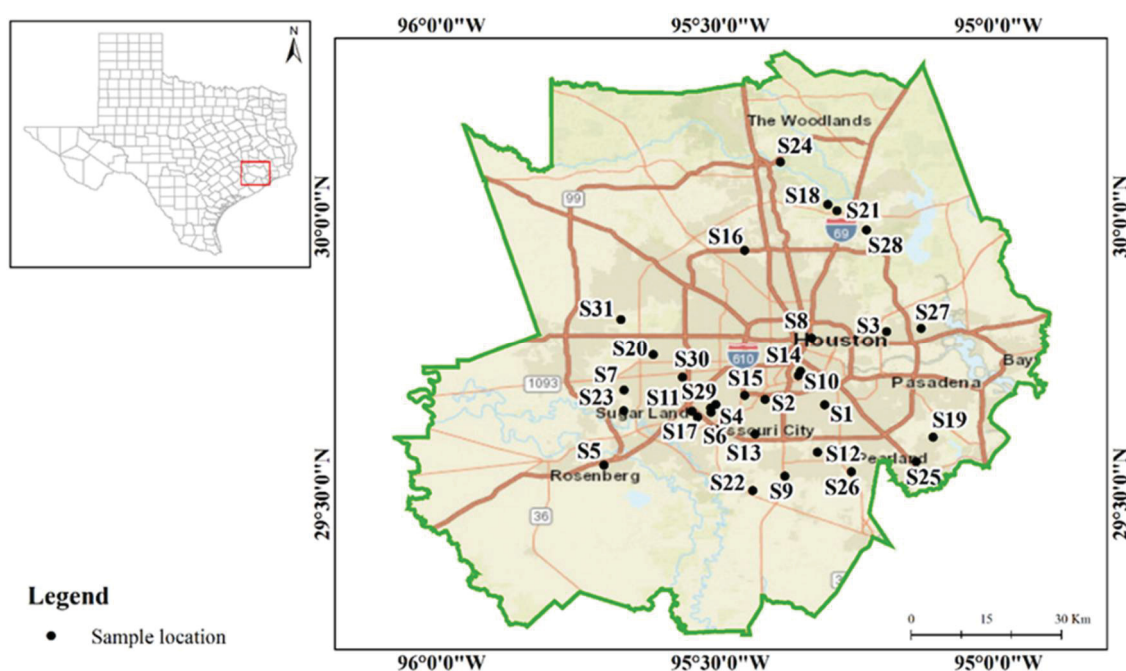 N
96°0'0"W 95°30'0"W 95°0'0"W
The Woodlands
S24
99
S18
S21
30°0'0"N
30°0'0"N
69
S16
S28
S31
S8
S3
S27
Houston
S20
610
Bay
S30
S14
1093
S7
S29
S15
S10
Pasadena
S23
S11
S4
S2
S1
Sugar Land
S19
S17
S6
ssouri City
S13
S12
Pearland
S5
Rosenberg
S22
S9
S26
S25
29°30'0"N
29°30'0"N
36
3
Legend
Sample location
0 15 30 Km
96°0'0"W 95°30'0"W 95°0'0"W